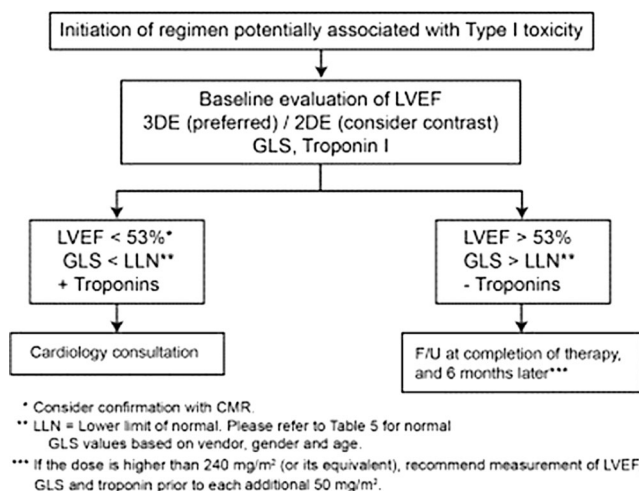 Initiation of regimen potentially associated with Type I toxicity
Baseline evaluation of LVEF
3DE (preferred) / 2DE (consider contrast)
GLS, Troponin I
LVEF < 53%*
GLS < LLN**
+ Troponins
LVEF > 53%
GLS > LLN**
- Troponins
Cardiology consultation
F/U at completion of therapy,
and 6 months later***
* Consider confirmation with CMR.
** LLN = Lower limit of normal. Please refer to Table 5 for normal
GLS values based on vendor, gender and age.
*** If the dose is higher than 240 mg/m² (or its equivalent), recommend measurement of LVEF,
GLS and troponin prior to each additional 50 mg/m².